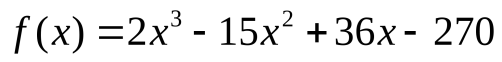 f(x) = 2x³ - 15x² + 36x - 270